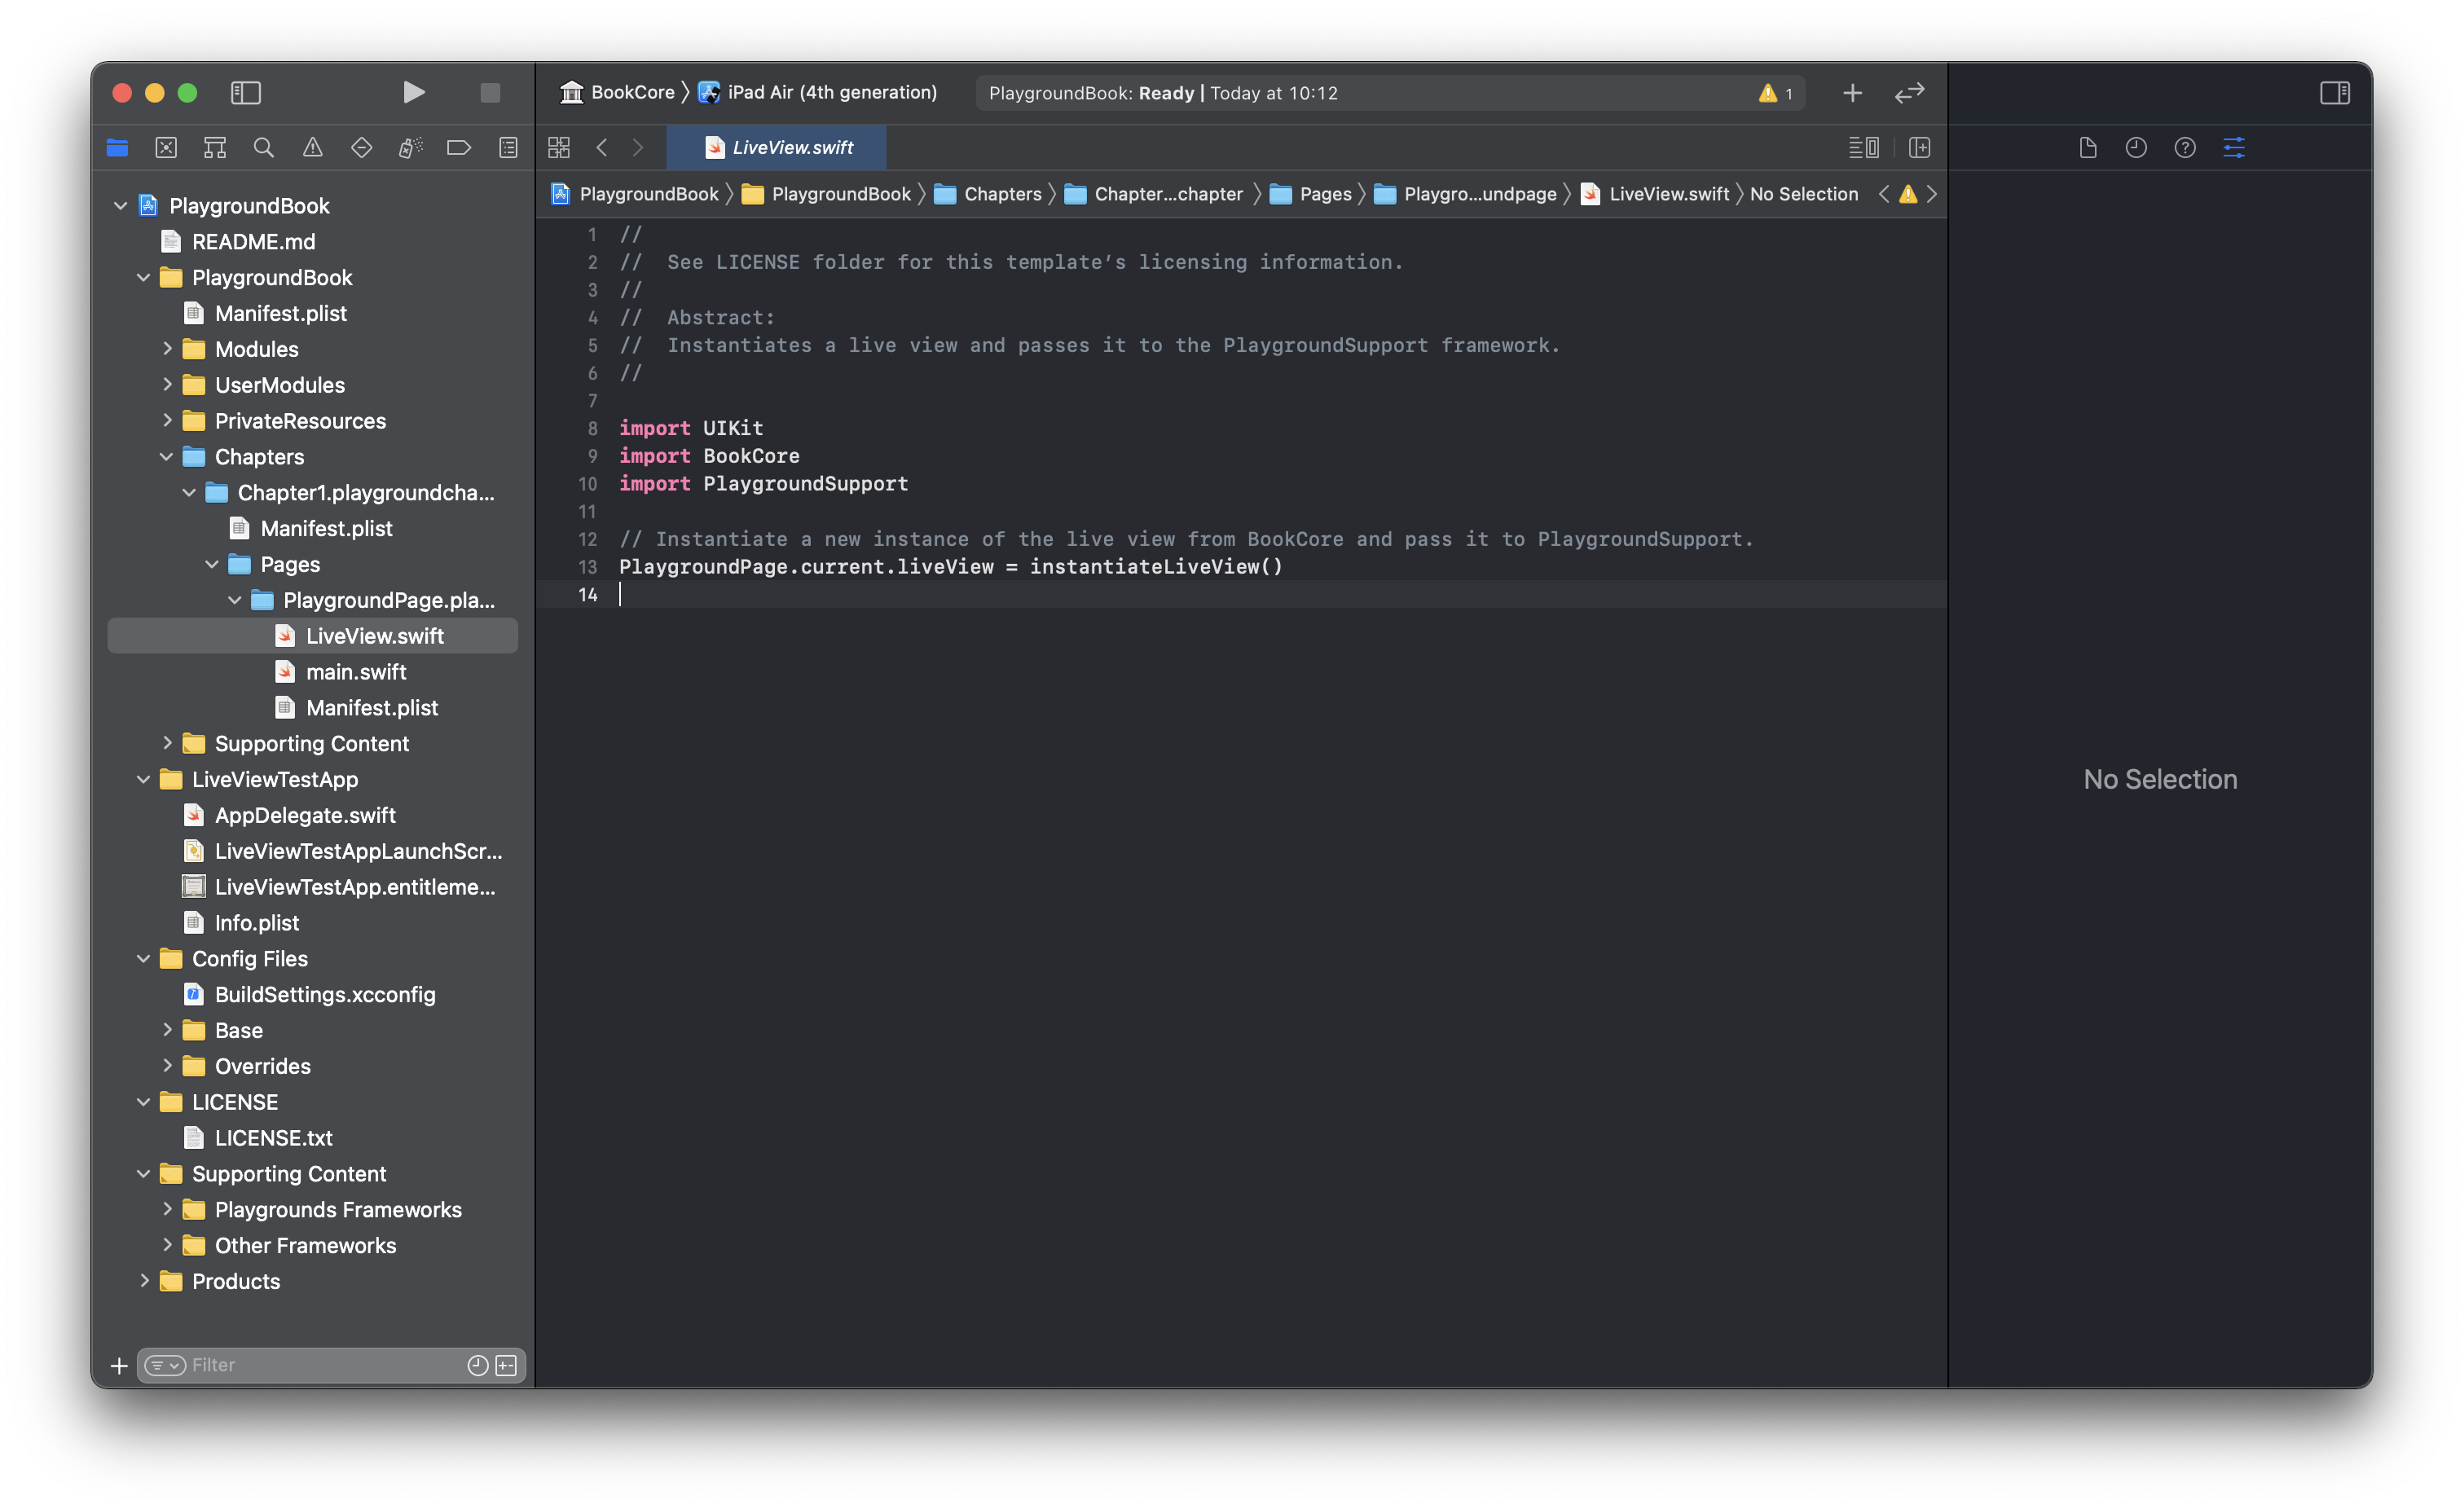 BookCore
iPad Air (4th generation)
PlaygroundBook: Ready | Today at 10:12
1
LiveView.swift
PlaygroundBook
PlaygroundBook
Chapters
Chapter...chapter
Pages
Playgro...undpage
LiveView.swift
No Selection
PlaygroundBook
README.md
PlaygroundBook
Manifest.plist
Modules
UserModules
PrivateResources
Chapters
Chapter1.playgroundcha...
Manifest.plist
Pages
PlaygroundPage.pla...
LiveView.swift
main.swift
Manifest.plist
Supporting Content
LiveViewTestApp
AppDelegate.swift
LiveViewTestAppLaunchScr...
LiveViewTestApp.entitleme...
Info.plist
Config Files
BuildSettings.xcconfig
Base
Overrides
LICENSE
LICENSE.txt
Supporting Content
Playgrounds Frameworks
Other Frameworks
Products
Filter
1 //
2 //  See LICENSE folder for this template’s licensing information.
3 //
4 //  Abstract:
5 //  Instantiates a live view and passes it to the PlaygroundSupport framework.
6 //
7
8 import UIKit
9 import BookCore
10 import PlaygroundSupport
11
12 // Instantiate a new instance of the live view from BookCore and pass it to PlaygroundSupport.
13 PlaygroundPage.current.liveView = instantiateLiveView()
14
No Selection